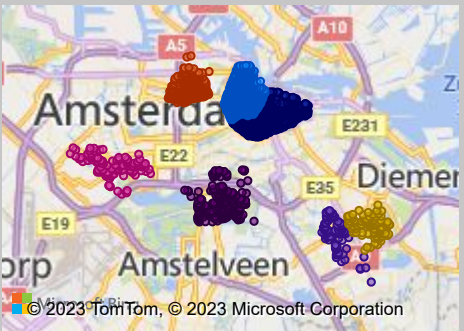 A10
A5
Amsterda
E231
E22
Diemen
E35
E19
orp
Amstelveen
© 2023 TomTom, © 2023 Microsoft Corporation